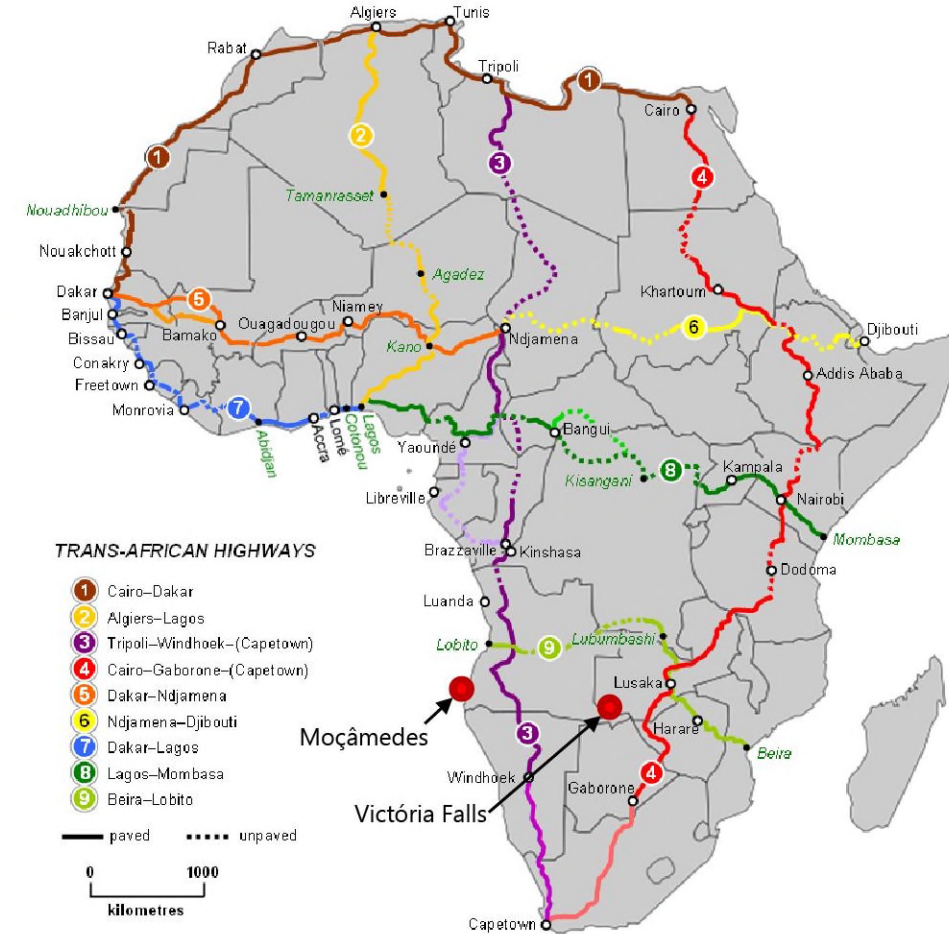 Algiers
Tunis
Rabat
Tripoli
1
Cairo
2
1
3
4
Tamanrasset
Nouadhibou
Nouakchott
Agadez
Khartoum
Dakar
5
Niamey
Banjul
Ouagadougou
6
Djibouti
Bissau
Bamako
Ndjamena
Kano
Conakry
Addis Ababa
Freetown
Monrovia
7
Abidjan
Accra
Lomé
Cotonou
Lagos
Yaoundé
Bangui
Kampala
Kisangani
8
Libreville
Nairobi
Brazzaville
Kinshasa
Mombasa
Dodoma
Luanda
Lobito
9
Lubumbashi
Lusaka
Moçâmedes
3
Harare
Beira
Windhoek
4
Gaborone
Victória Falls
Capetown
TRANS-AFRICAN HIGHWAYS
1 Cairo–Dakar
2 Algiers–Lagos
3 Tripoli–Windhoek–(Capetown)
4 Cairo–Gaborone–(Capetown)
5 Dakar–Ndjamena
6 Ndjamena–Djibouti
7 Dakar–Lagos
8 Lagos–Mombasa
9 Beira–Lobito
paved unpaved
0 1000
kilometres